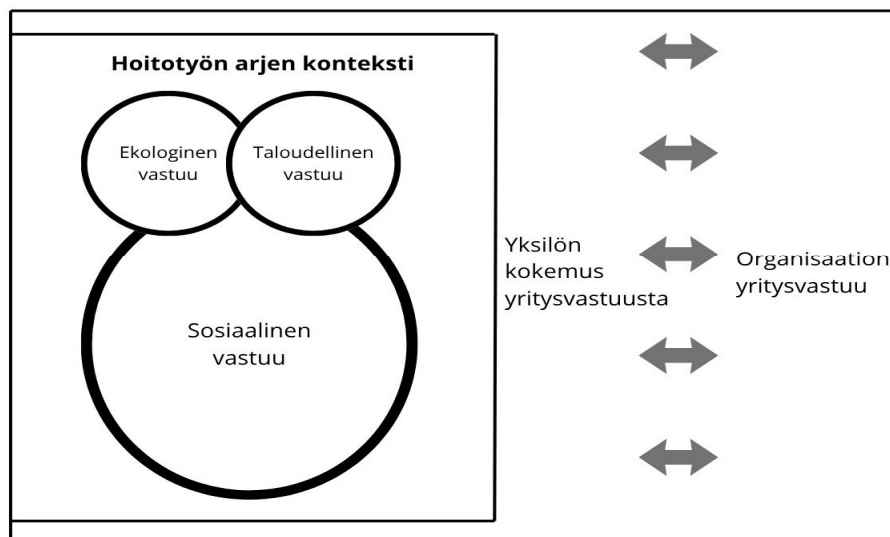 Hoitotyön arjen konteksti
Ekologinen
vastuu
Taloudellinen
vastuu
Sosiaalinen
vastuu
Yksilön
kokemus
yritysvastuusta
Organisaation
yritysvastuu